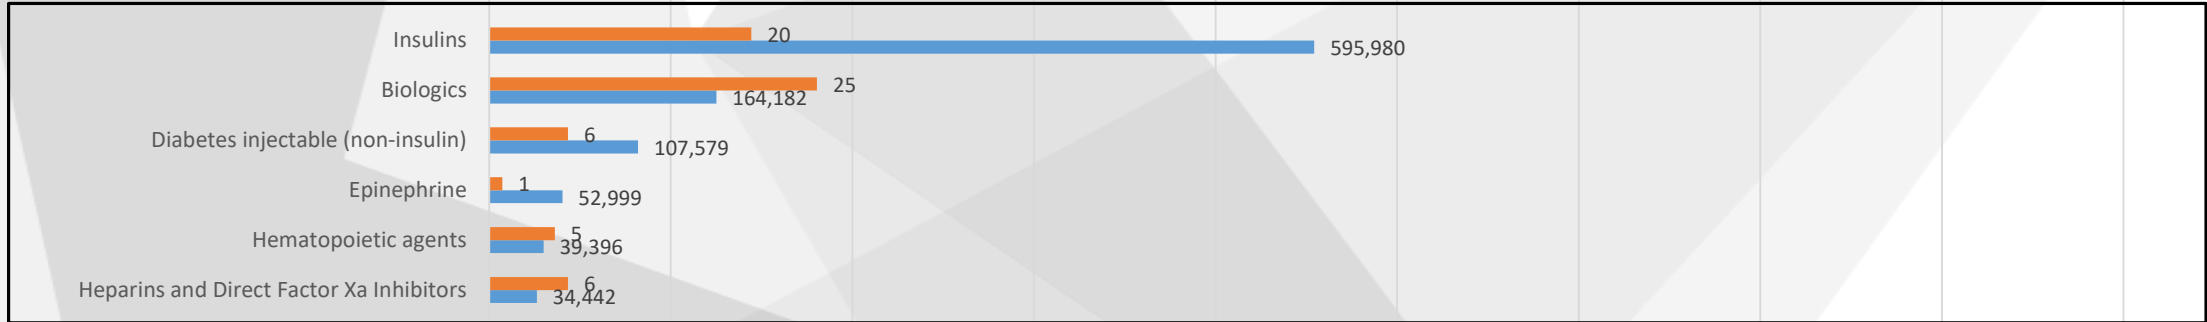 Insulins 20
595,980
Biologics 25
164,182
Diabetes injectable (non-insulin) 6
107,579
Epinephrine 1
52,999
Hematopoietic agents 5
39,396
Heparins and Direct Factor Xa Inhibitors 6
34,442